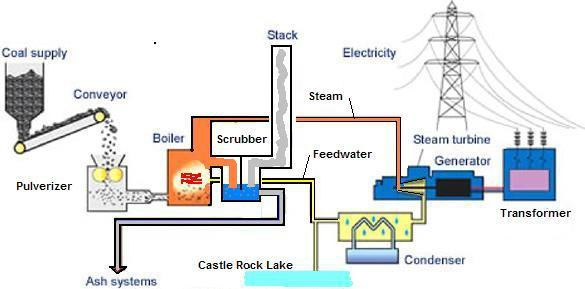 Stack
Coal supply
Electricity
Conveyor
Steam
Boiler
Scrubber
Steam turbine
Feedwater
Generator
Pulverizer
Transformer
Castle Rock Lake
Condenser
Ash systems